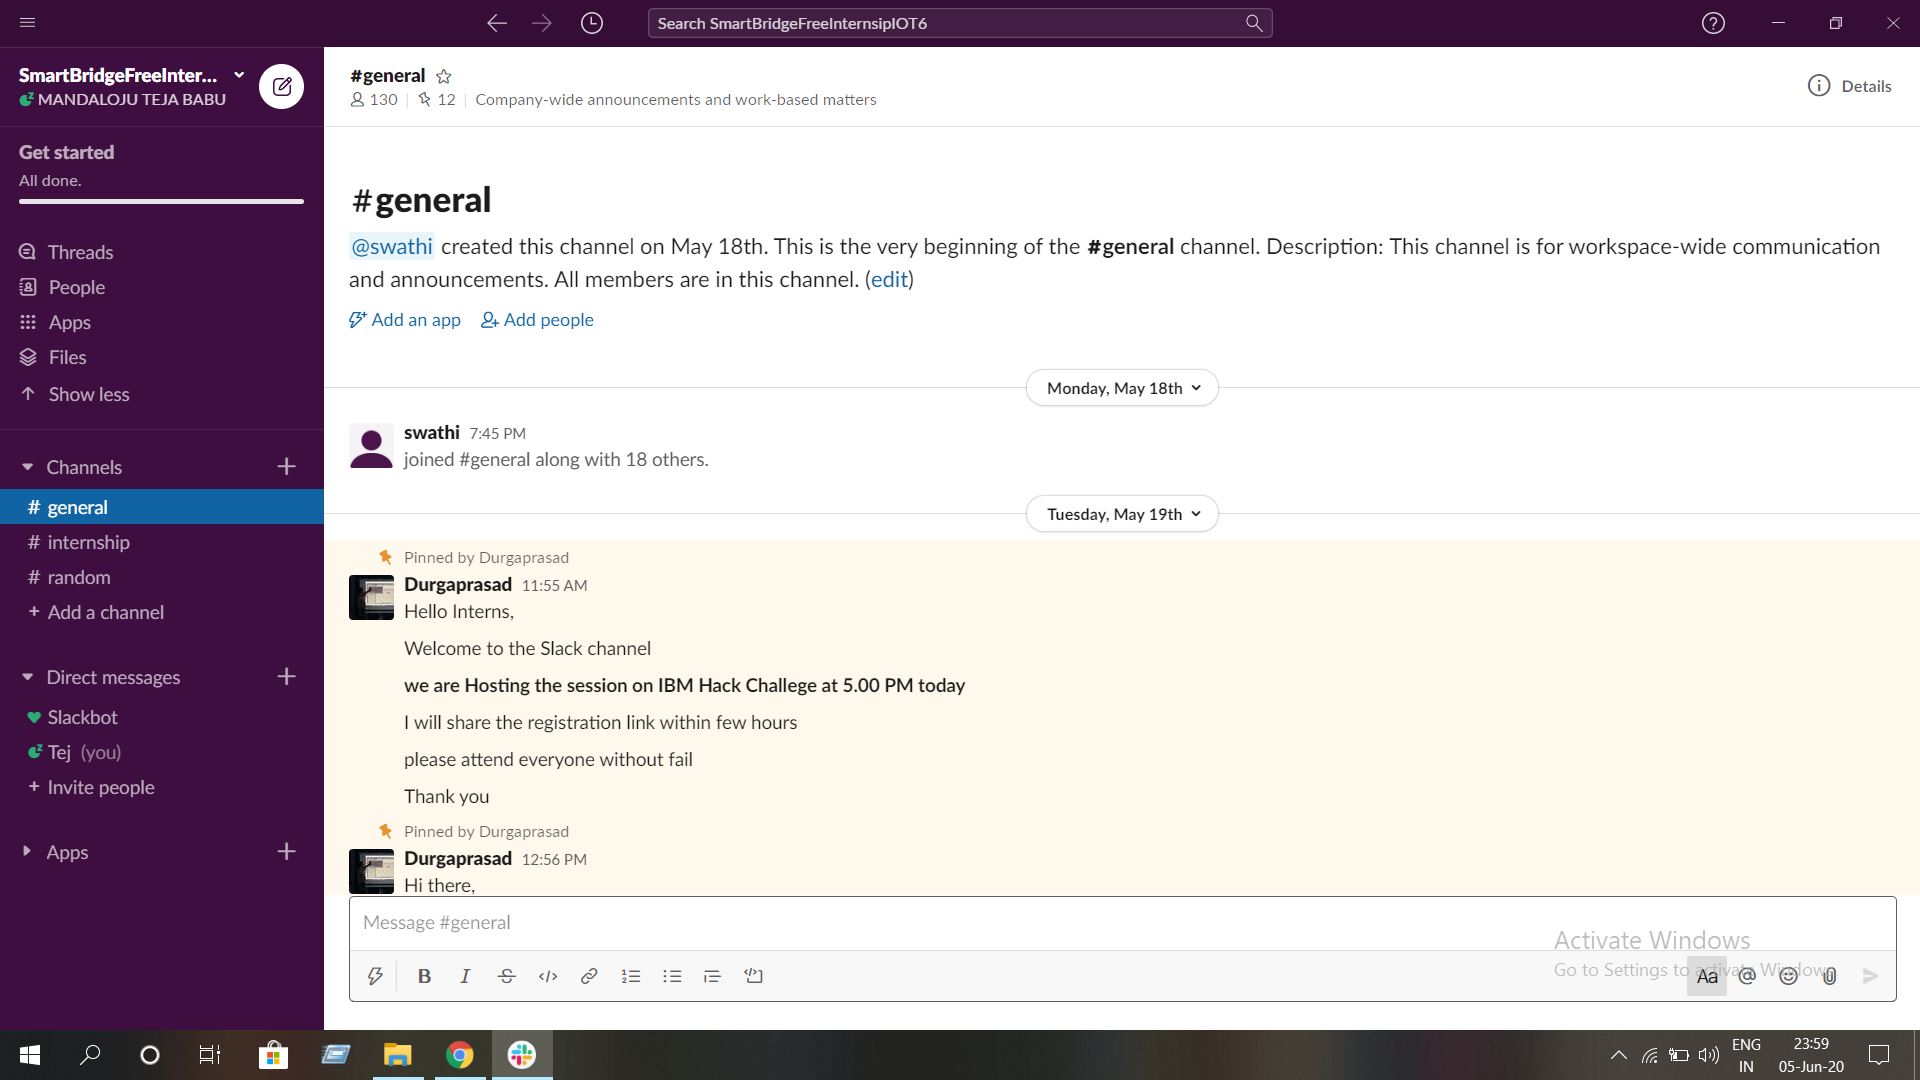 Search SmartBridgeFreeInternsipIOT6
SmartBridgeFreeInter...
MANDALOJU TEJA BABU
Get started
All done.
Threads
People
Apps
Files
Show less
Channels
# general
# internship
# random
+ Add a channel
Direct messages
Slackbot
Tej (you)
+ Invite people
Apps
#general
130 | 12 | Company-wide announcements and work-based matters
Details
#general
@swathi created this channel on May 18th. This is the very beginning of the #general channel. Description: This channel is for workspace-wide communication
and announcements. All members are in this channel. (edit)
Add an app Add people
Monday, May 18th
swathi 7:45 PM
joined #general along with 18 others.
Tuesday, May 19th
Pinned by Durgaprasad
Durgaprasad 11:55 AM
Hello Interns,
Welcome to the Slack channel
we are Hosting the session on IBM Hack Challege at 5.00 PM today
I will share the registration link within few hours
please attend everyone without fail
Thank you
Pinned by Durgaprasad
Durgaprasad 12:56 PM
Hi there,
Message #general
Activate Windows
Go to Settings to activate Windows.
B I S Aa @
ENG
IN
23:59
05-Jun-20